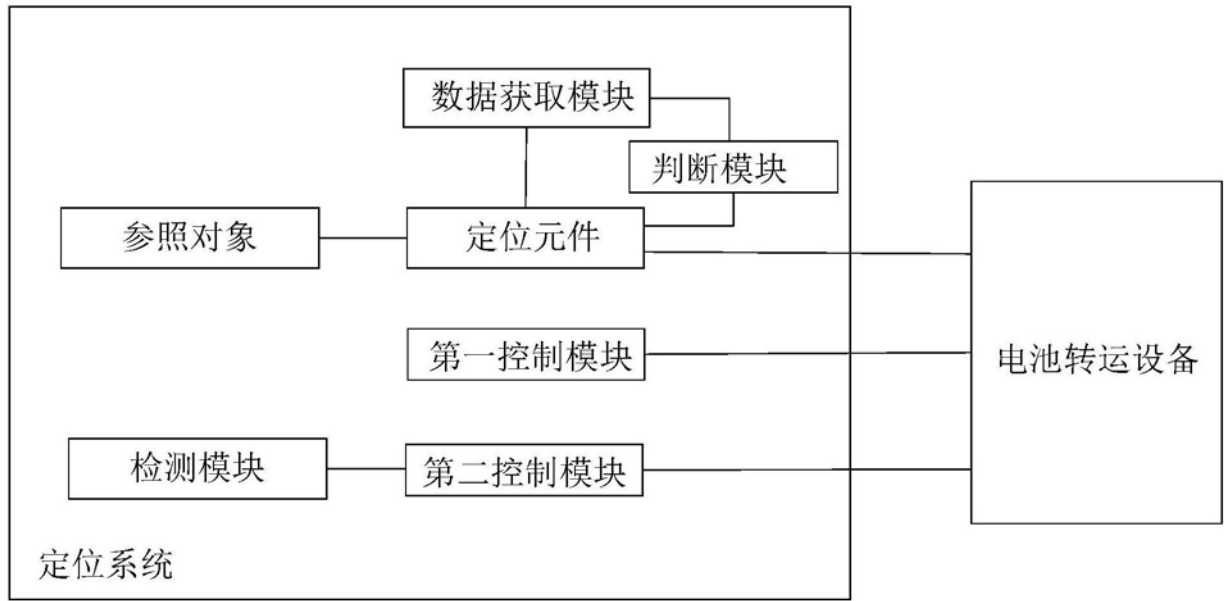 数据获取模块
判断模块
参照对象
定位元件
第一控制模块
电池转运设备
检测模块
第二控制模块
定位系统